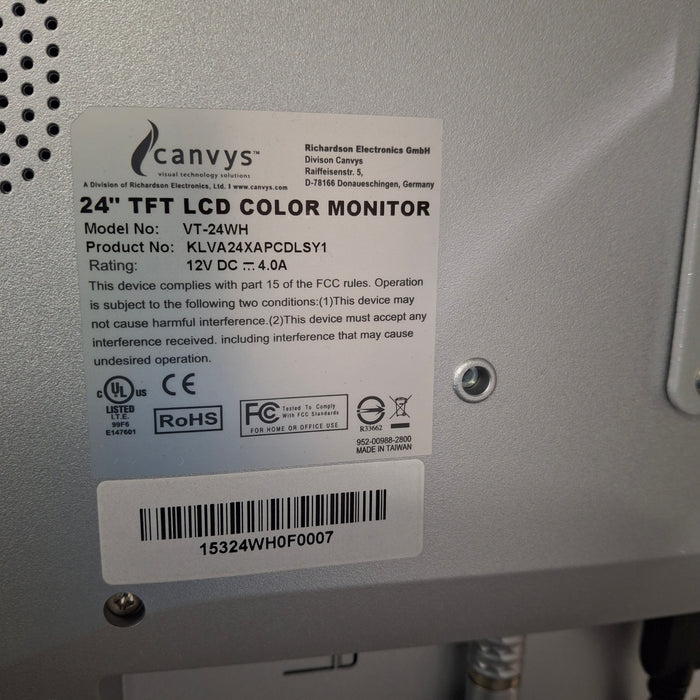 canvys™
visual technology solutions
A Division of Richardson Electronics, Ltd. I www.canvys.com
Richardson Electronics GmbH
Divison Canvys
Raiffeisenstr. 5,
D-78166 Donaueschingen, Germany
24" TFT LCD COLOR MONITOR
Model No: VT-24WH
Product No: KLVA24XAPCDLSY1
Rating: 12V DC ⎓ 4.0A
This device complies with part 15 of the FCC rules. Operation
is subject to the following two conditions:(1)This device may
not cause harmful interference.(2)This device must accept any
interference received. including interference that may cause
undesired operation.
c UL us CE
LISTED
I.T.E.
99F6
E147601
RoHS
FC Tested To Comply
With FCC Standards
FOR HOME OR OFFICE USE
R33662
952-00988-2800
MADE IN TAIWAN
15324WH0F0007